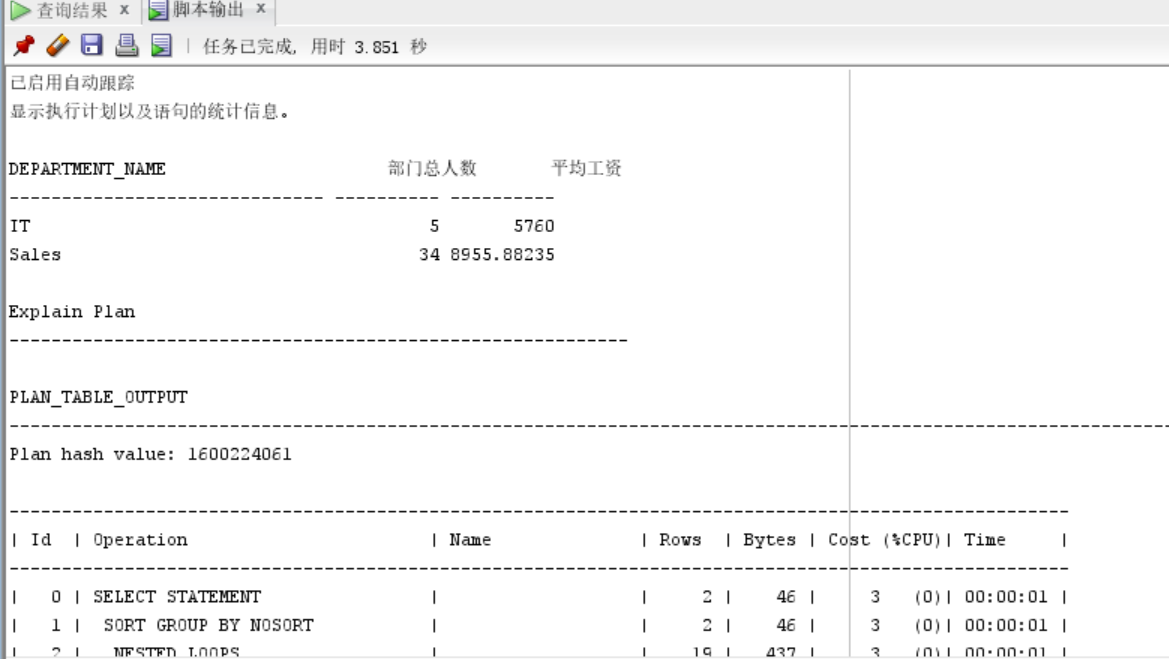 查询结果 x 脚本输出 x
任务已完成, 用时 3.851 秒
已启用自动跟踪
显示执行计划以及语句的统计信息。
DEPARTMENT_NAME 部门总人数 平均工资
------------------------------ ---------- ----------
IT 5 5760
Sales 34 8955.88235
Explain Plan
-----------------------------------------------------------
PLAN_TABLE_OUTPUT
--------------------------------------------------------------------------------------------------------------
Plan hash value: 1600224061
-----------------------------------------------------------------------------------------------------
| Id | Operation | Name | Rows | Bytes | Cost (%CPU)| Time |
-----------------------------------------------------------------------------------------------------
| 0 | SELECT STATEMENT | | 2 | 46 | 3 (0)| 00:00:01 |
| 1 | SORT GROUP BY NOSORT | | 2 | 46 | 3 (0)| 00:00:01 |
| 2 | NESTED LOOPS | | 19 | 437 | 3 (0)| 00:00:01 |